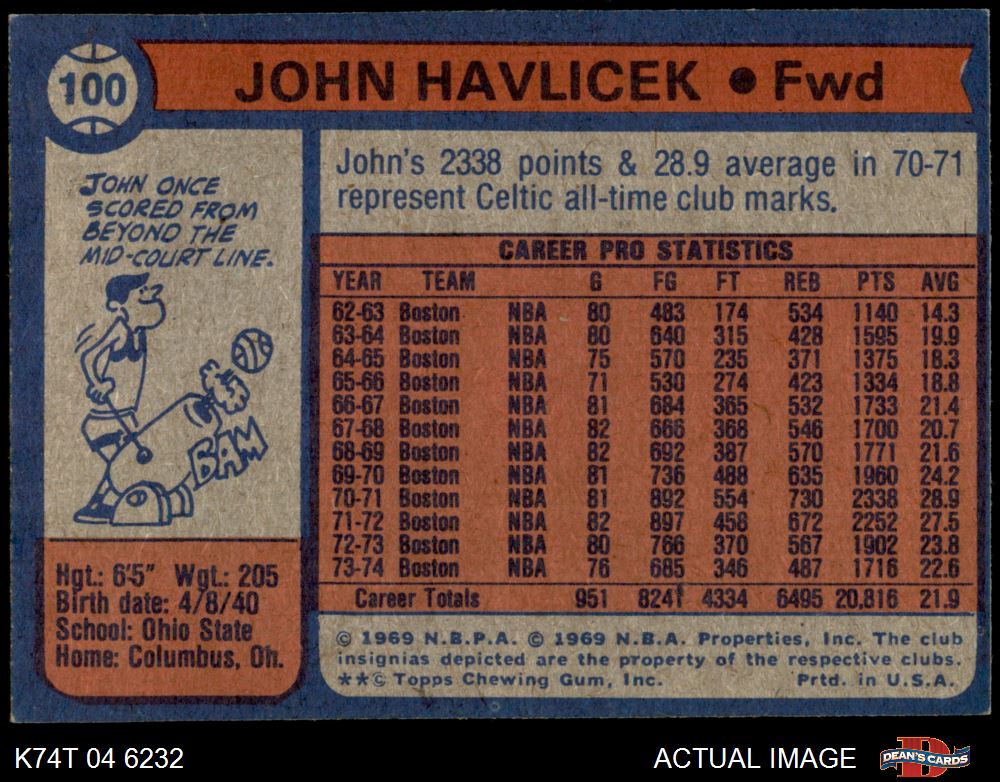 100
JOHN HAVLICEK • Fwd
JOHN ONCE
SCORED FROM
BEYOND THE
MID-COURT LINE.
BAM
Hgt.: 6'5" Wgt.: 205
Birth date: 4/8/40
School: Ohio State
Home: Columbus, Oh.
John's 2338 points & 28.9 average in 70-71
represent Celtic all-time club marks.
CAREER PRO STATISTICS
YEAR TEAM G FG FT REB PTS AVG
62-63 Boston NBA 80 483 174 534 1140 14.3
63-64 Boston NBA 80 640 315 428 1595 19.9
64-65 Boston NBA 75 570 235 371 1375 18.3
65-66 Boston NBA 71 530 274 423 1334 18.8
66-67 Boston NBA 81 684 365 532 1733 21.4
67-68 Boston NBA 82 666 368 546 1700 20.7
68-69 Boston NBA 82 692 387 570 1771 21.6
69-70 Boston NBA 81 736 488 635 1960 24.2
70-71 Boston NBA 81 892 554 730 2338 28.9
71-72 Boston NBA 82 897 458 672 2252 27.5
72-73 Boston NBA 80 766 370 567 1902 23.8
73-74 Boston NBA 76 685 346 487 1716 22.6
Career Totals 951 8241 4334 6495 20,816 21.9
© 1969 N.B.P.A. © 1969 N.B.A. Properties, Inc. The club
insignias depicted are the property of the respective clubs.
**© Topps Chewing Gum, Inc. Prtd. in U.S.A.
K74T 04 6232
ACTUAL IMAGE
DEAN'S CARDS